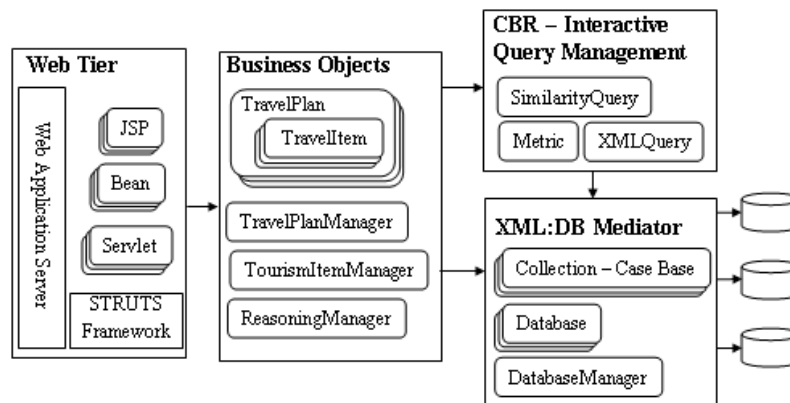 Web Tier
Web Application Server
JSP
Bean
Servlet
STRUTS
Framework
Business Objects
TravelPlan
TravelItem
TravelPlanManager
TourismItemManager
ReasoningManager
CBR – Interactive
Query Management
SimilarityQuery
Metric
XMLQuery
XML:DB Mediator
Collection – Case Base
Database
DatabaseManager